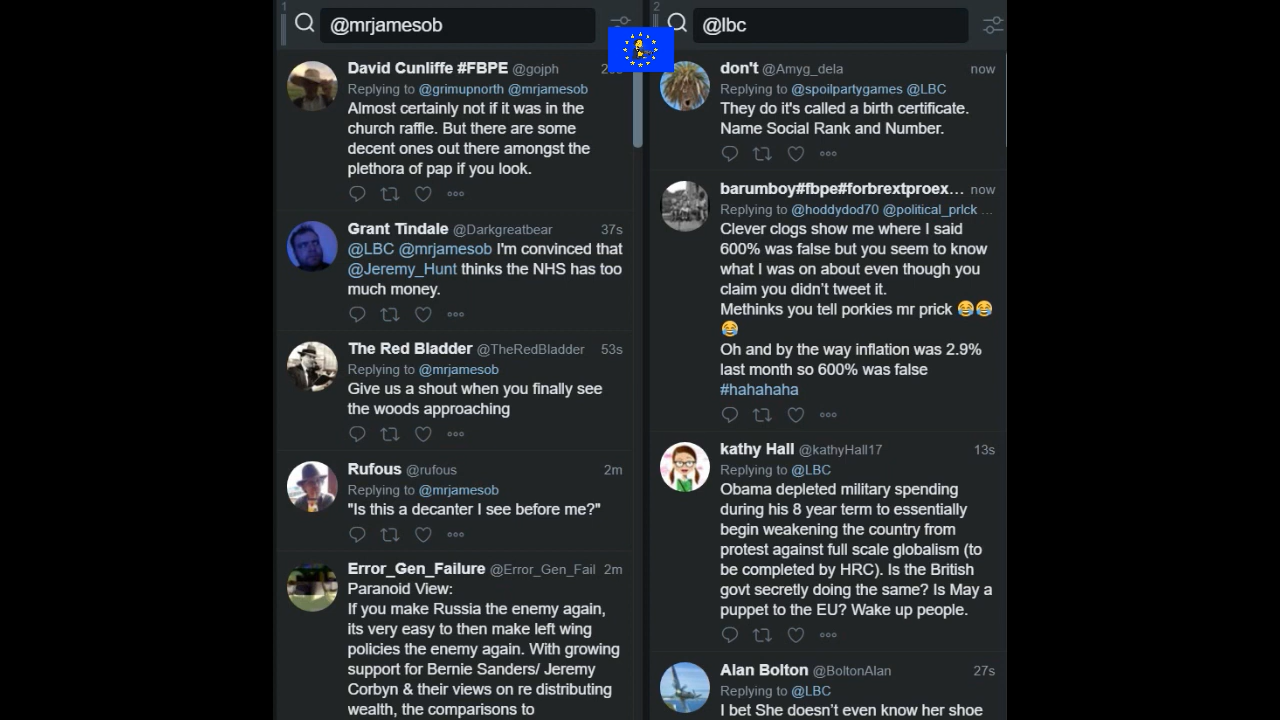 1
@mrjamesob
David Cunliffe #FBPE @gojph
Replying to @grimupnorth @mrjamesob
Almost certainly not if it was in the
church raffle. But there are some
decent ones out there amongst the
plethora of pap if you look.
Grant Tindale @Darkgreatbear 37s
@LBC @mrjamesob I'm convinced that
@Jeremy_Hunt thinks the NHS has too
much money.
The Red Bladder @TheRedBladder 53s
Replying to @mrjamesob
Give us a shout when you finally see
the woods approaching
Rufous @rufous 2m
Replying to @mrjamesob
"Is this a decanter I see before me?"
Error_Gen_Failure @Error_Gen_Fail 2m
Paranoid View:
If you make Russia the enemy again,
its very easy to then make left wing
policies the enemy again. With growing
support for Bernie Sanders/ Jeremy
Corbyn & their views on re distributing
wealth, the comparisons to
2
@lbc
don't @Amyg_dela now
Replying to @spoilpartygames @LBC
They do it's called a birth certificate.
Name Social Rank and Number.
barumboy#fbpe#forbrextproex... now
Replying to @hoddydod70 @political_prlck ...
Clever clogs show me where I said
600% was false but you seem to know
what I was on about even though you
claim you didn't tweet it.
Methinks you tell porkies mr prick 😂😂
😂
Oh and by the way inflation was 2.9%
last month so 600% was false
#hahahaha
kathy Hall @kathyHall17 13s
Replying to @LBC
Obama depleted military spending
during his 8 year term to essentially
begin weakening the country from
protest against full scale globalism (to
be completed by HRC). Is the British
govt secretly doing the same? Is May a
puppet to the EU? Wake up people.
Alan Bolton @BoltonAlan 27s
Replying to @LBC
I bet She doesn't even know her shoe